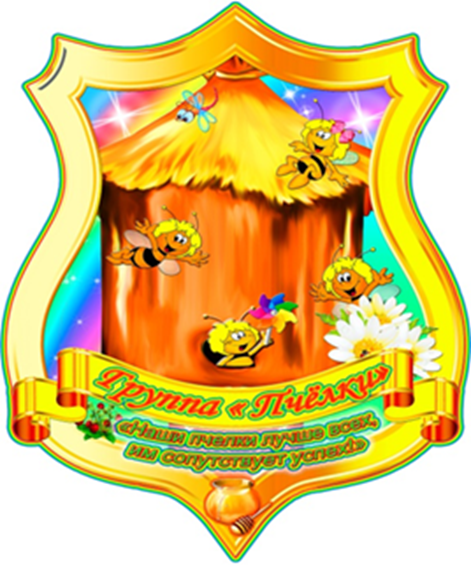 Группа «Пчёлки»
«Наши пчелки лучше всех,
им сопутствует успех!»